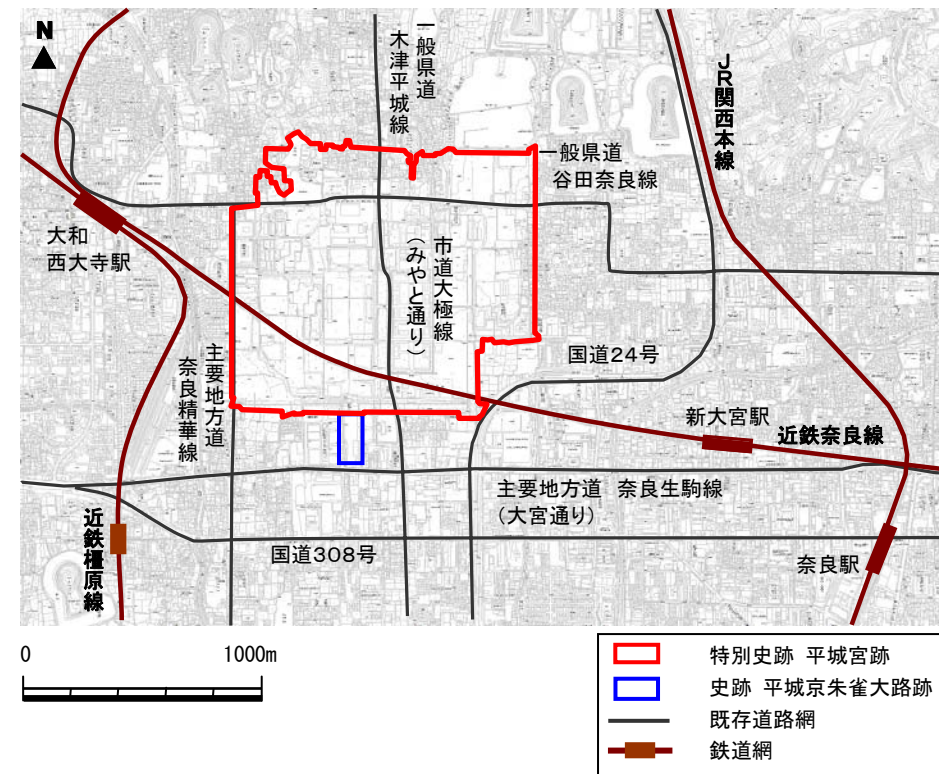 N
一般県道
木津平城線
JR関西本線
一般県道
谷田奈良線
大和
西大寺駅
市道大極線
（みやと通り）
主要地方道
奈良精華線
国道24号
新大宮駅
近鉄奈良線
主要地方道 奈良生駒線
（大宮通り）
近鉄橿原線
国道308号
奈良駅
0 1000m
特別史跡 平城宮跡
史跡 平城京朱雀大路跡
既存道路網
鉄道網